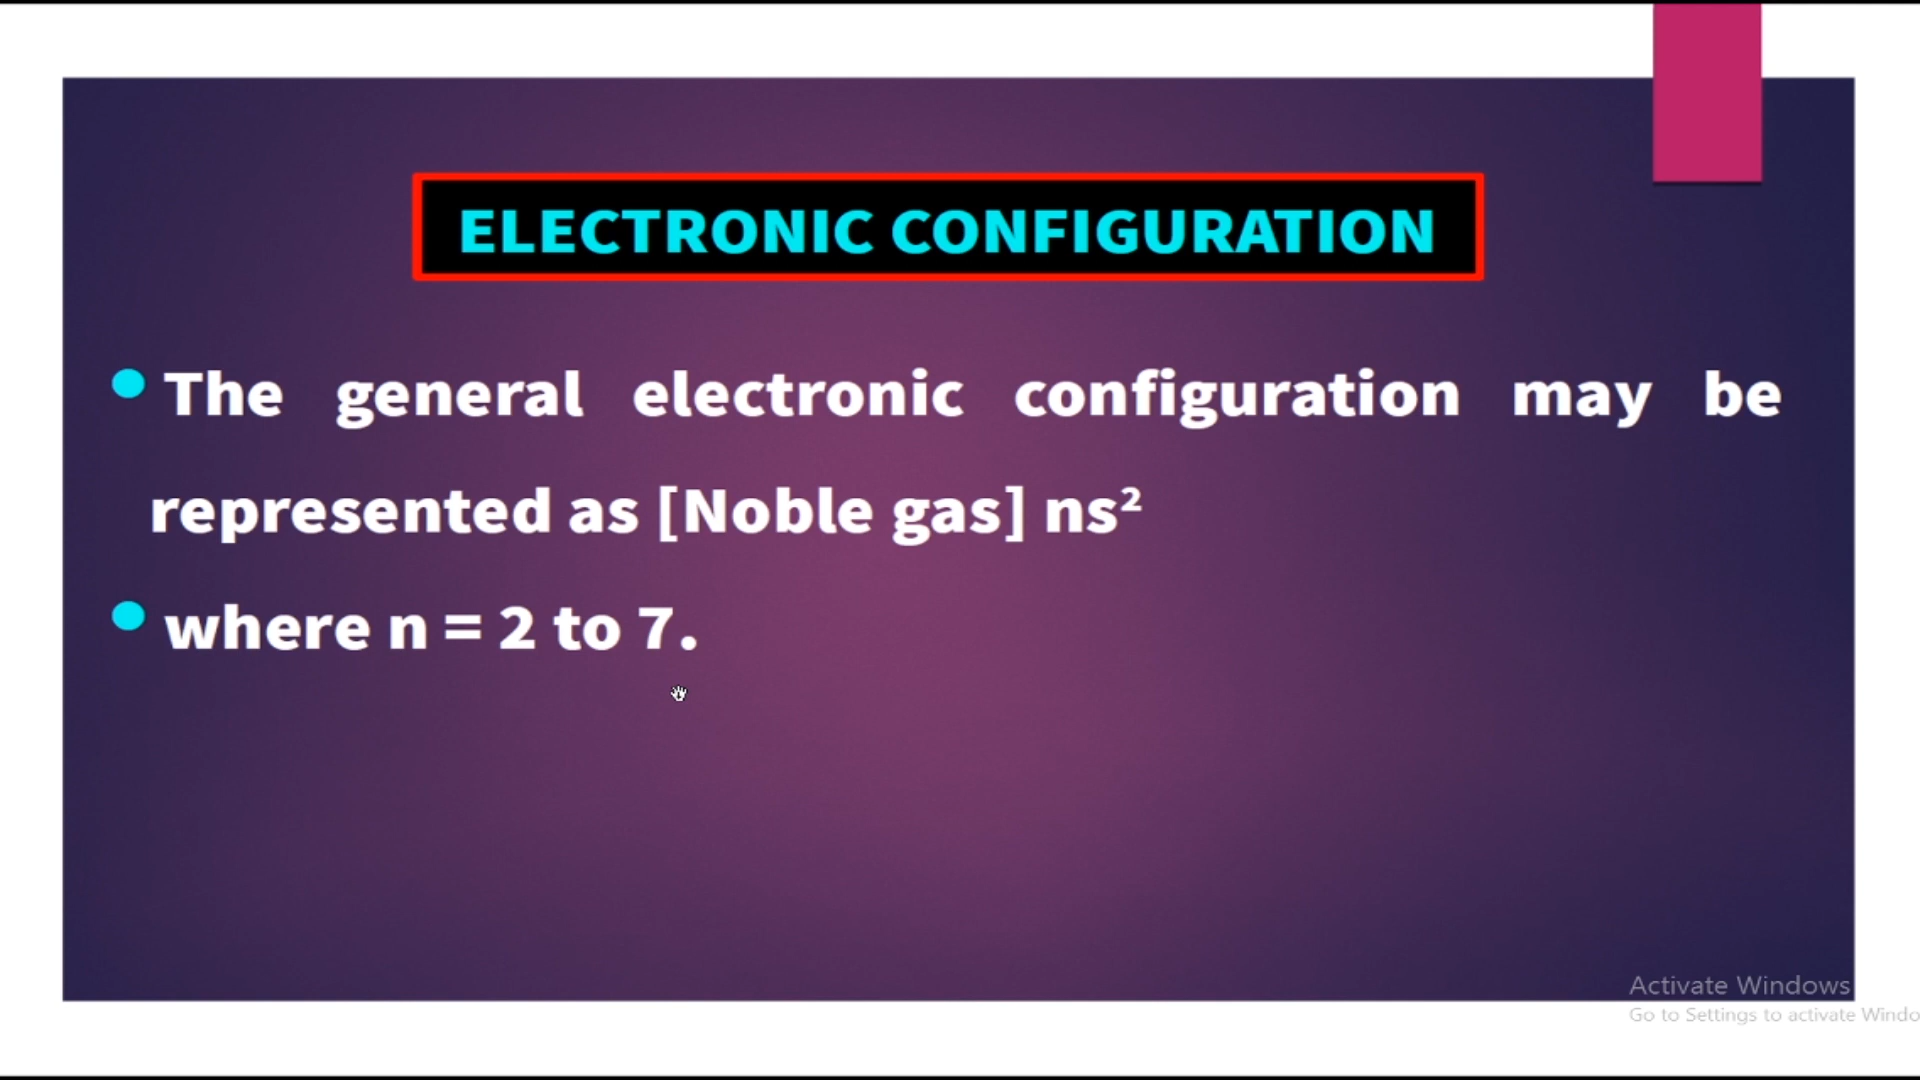 ELECTRONIC CONFIGURATION
The general electronic configuration may be
represented as [Noble gas] ns²
where n = 2 to 7.
Activate Windows
Go to Settings to activate Windo